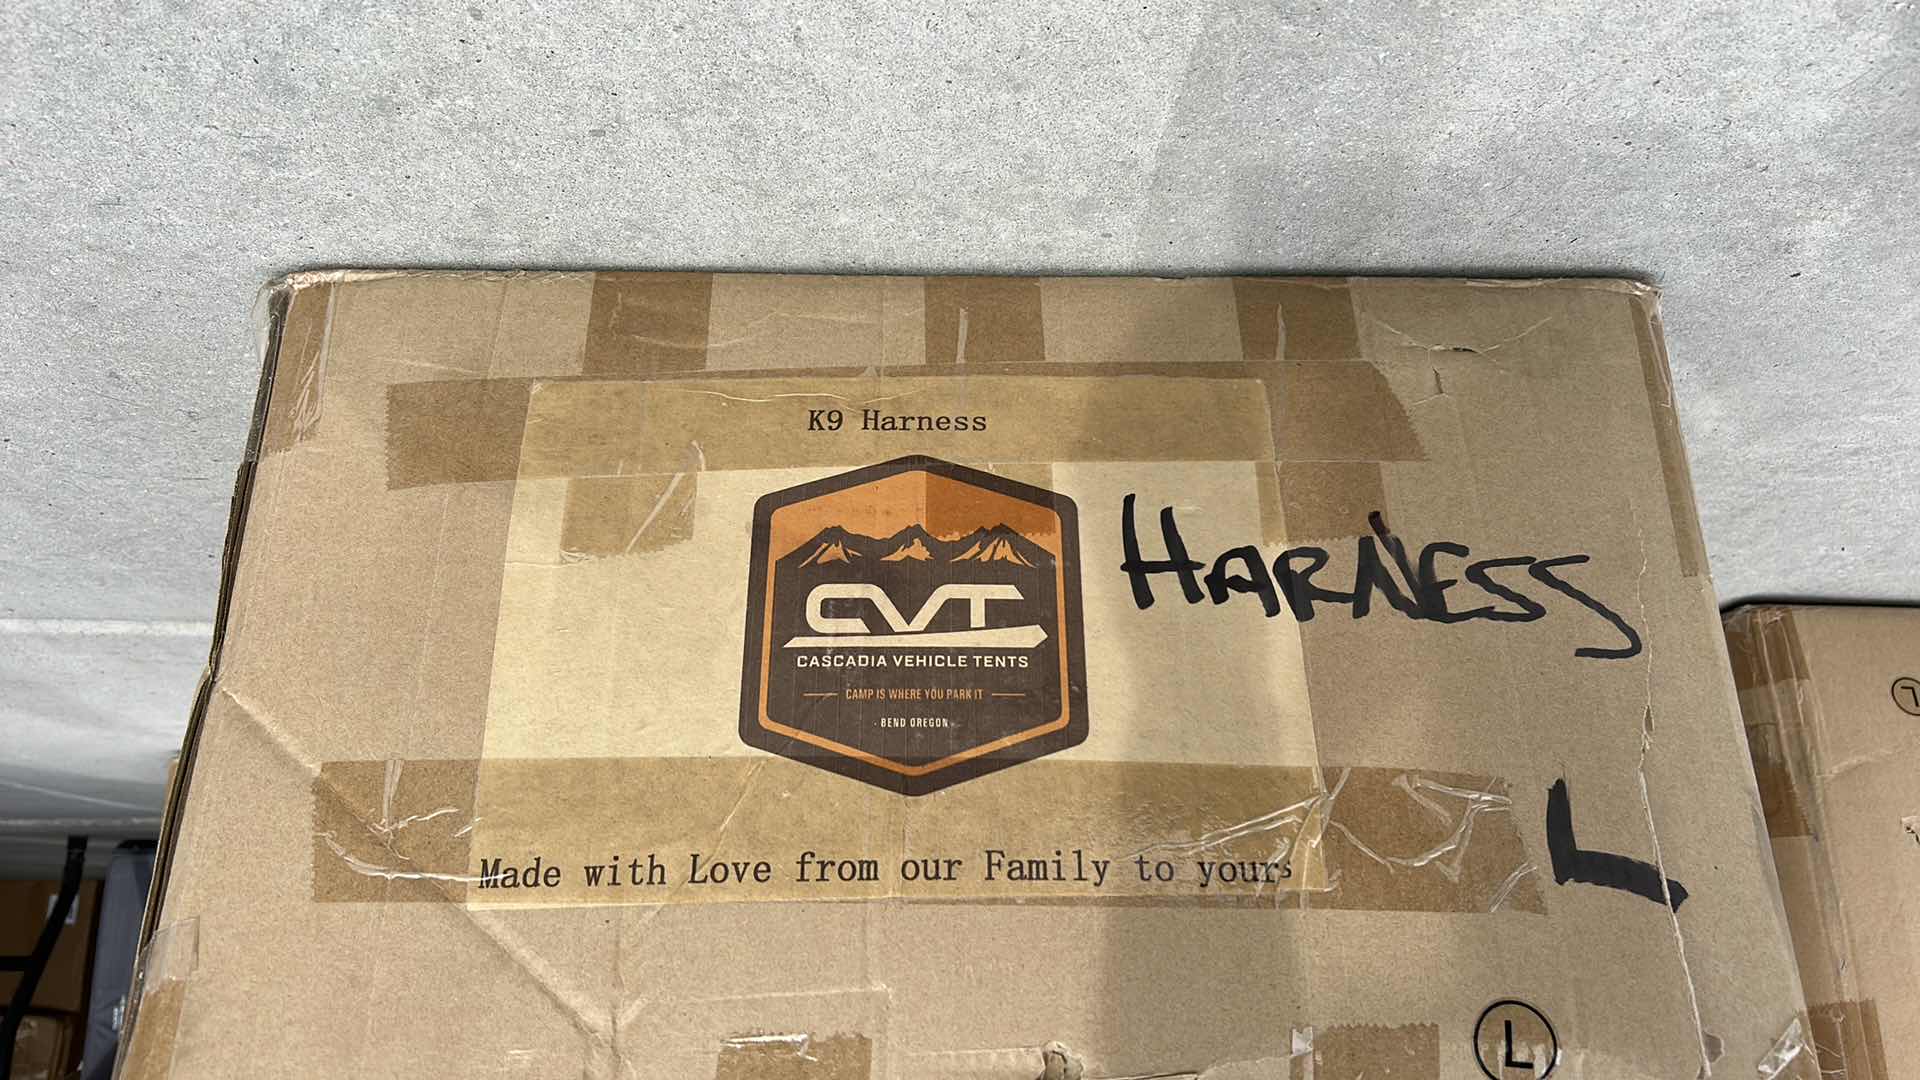 K9 Harness
CVT
CASCADIA VEHICLE TENTS
CAMP IS WHERE YOU PARK IT
· BEND OREGON ·
HARNESS
L
Made with Love from our Family to yours
L